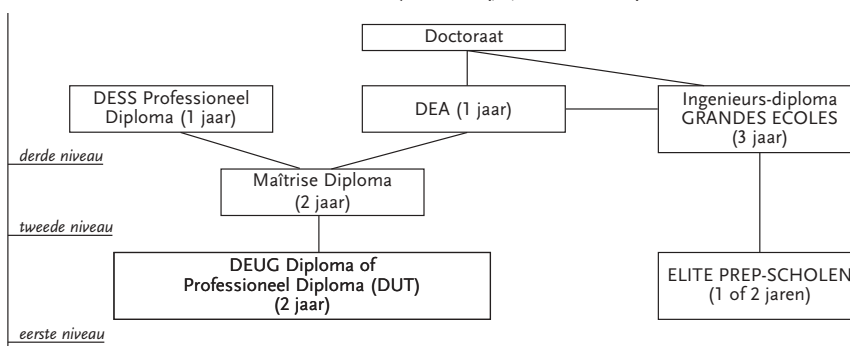 Doctoraat
DESS Professioneel
Diploma (1 jaar)
DEA (1 jaar)
Ingenieurs-diploma
GRANDES ECOLES
(3 jaar)
derde niveau
Maîtrise Diploma
(2 jaar)
tweede niveau
DEUG Diploma of
Professioneel Diploma (DUT)
(2 jaar)
ELITE PREP-SCHOLEN
(1 of 2 jaren)
eerste niveau